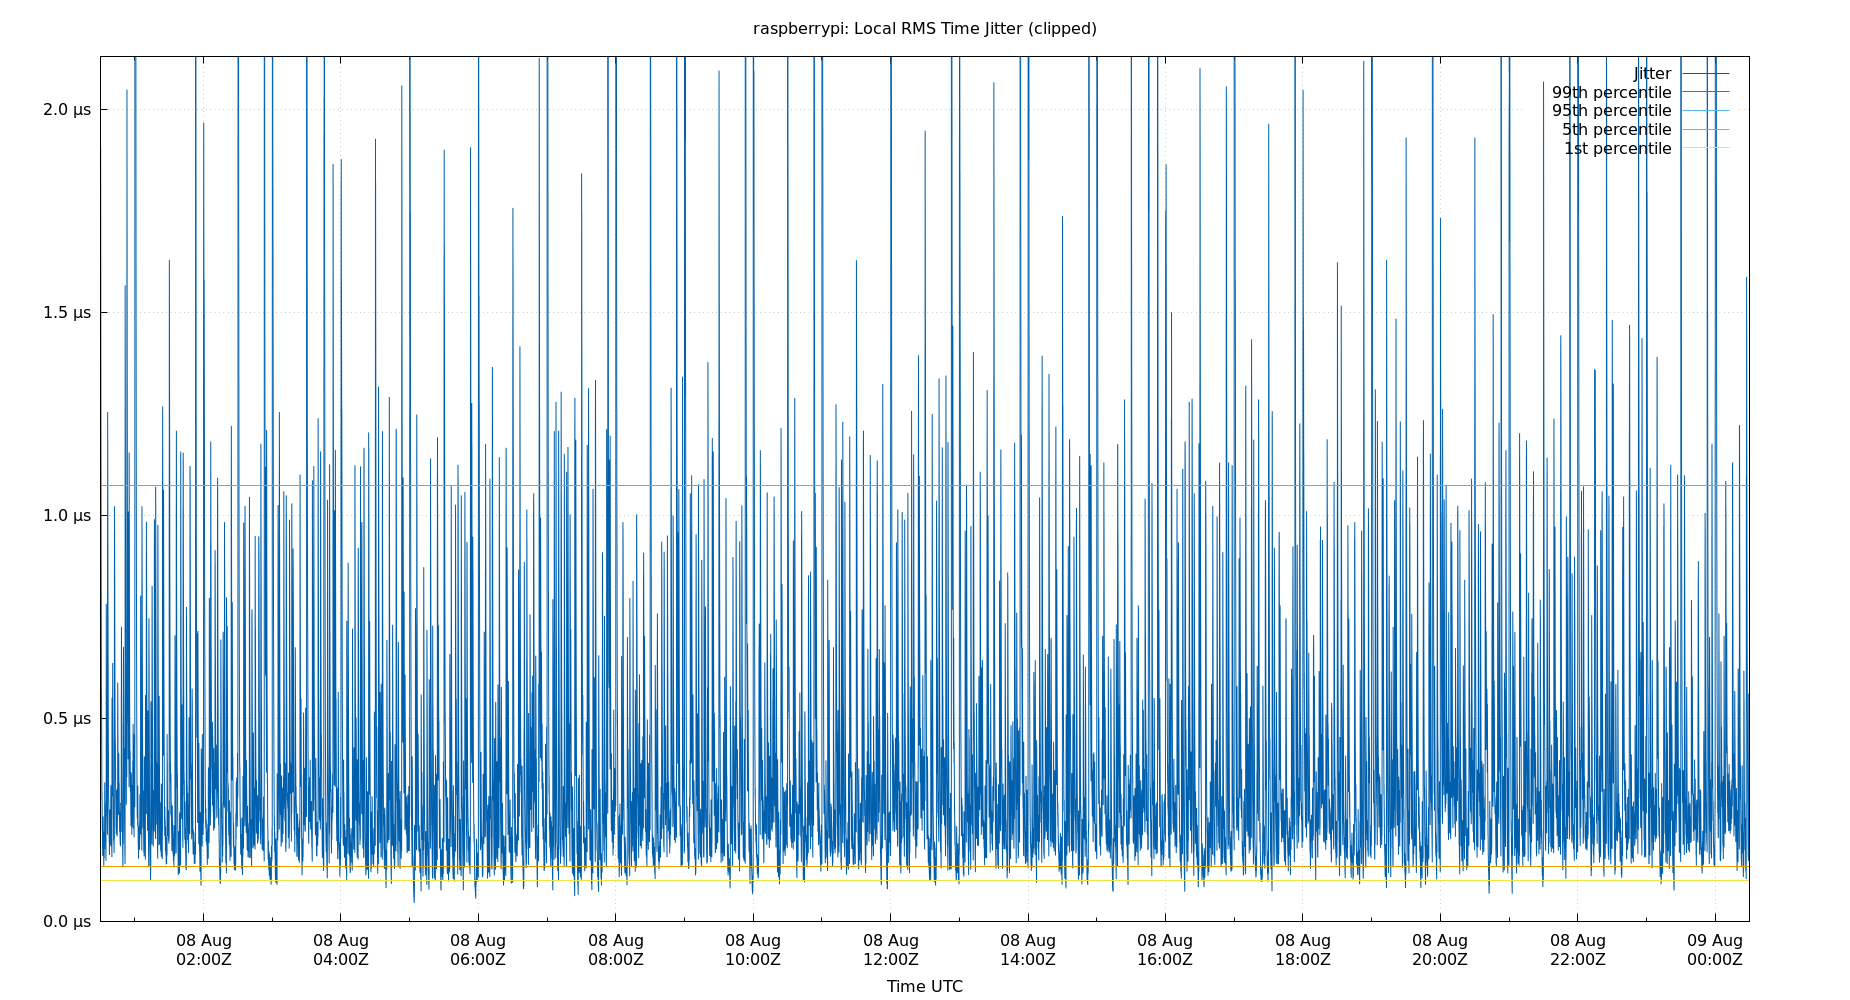 raspberrypi: Local RMS Time Jitter (clipped)
Jitter
99th percentile
95th percentile
5th percentile
1st percentile
2.0 µs
1.5 µs
1.0 µs
0.5 µs
0.0 µs
08 Aug 08 Aug 08 Aug 08 Aug 08 Aug 08 Aug 08 Aug 08 Aug 08 Aug 08 Aug 08 Aug 09 Aug
02:00Z 04:00Z 06:00Z 08:00Z 10:00Z 12:00Z 14:00Z 16:00Z 18:00Z 20:00Z 22:00Z 00:00Z
Time UTC